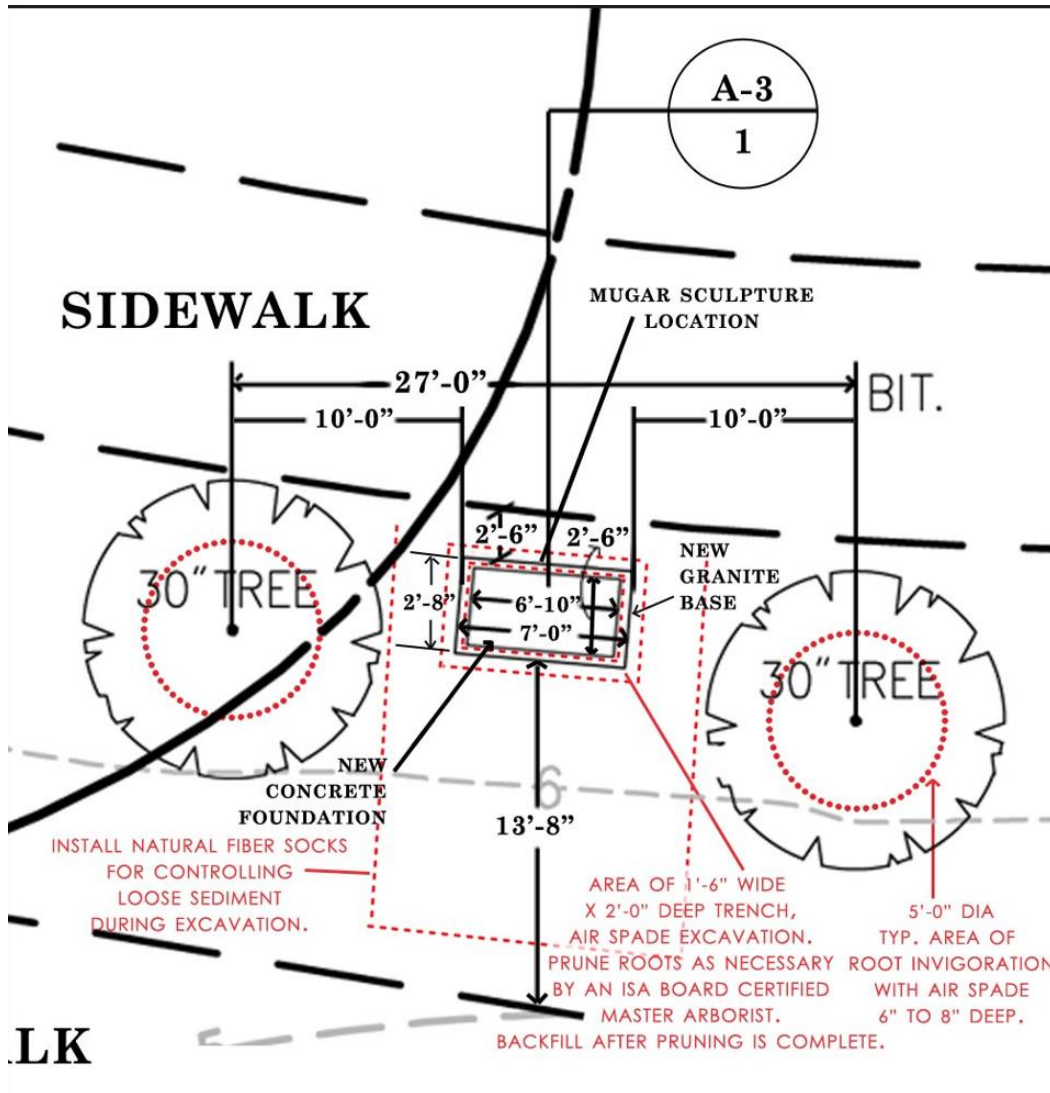 A-3
1
MUGAR SCULPTURE
LOCATION
SIDEWALK
27'-0"
BIT.
10'-0"
10'-0"
2'-6"
2'-6"
NEW
GRANITE
BASE
30" TREE
2'-8"
6'-10"
7'-0"
30" TREE
NEW
CONCRETE
FOUNDATION
6
13'-8"
INSTALL NATURAL FIBER SOCKS
FOR CONTROLLING
LOOSE SEDIMENT
DURING EXCAVATION.
AREA OF 1'-6" WIDE
X 2'-0" DEEP TRENCH,
AIR SPADE EXCAVATION.
PRUNE ROOTS AS NECESSARY
BY AN ISA BOARD CERTIFIED
MASTER ARBORIST.
BACKFILL AFTER PRUNING IS COMPLETE.
5'-0" DIA
TYP. AREA OF
ROOT INVIGORATION
WITH AIR SPADE
6" TO 8" DEEP.
LK